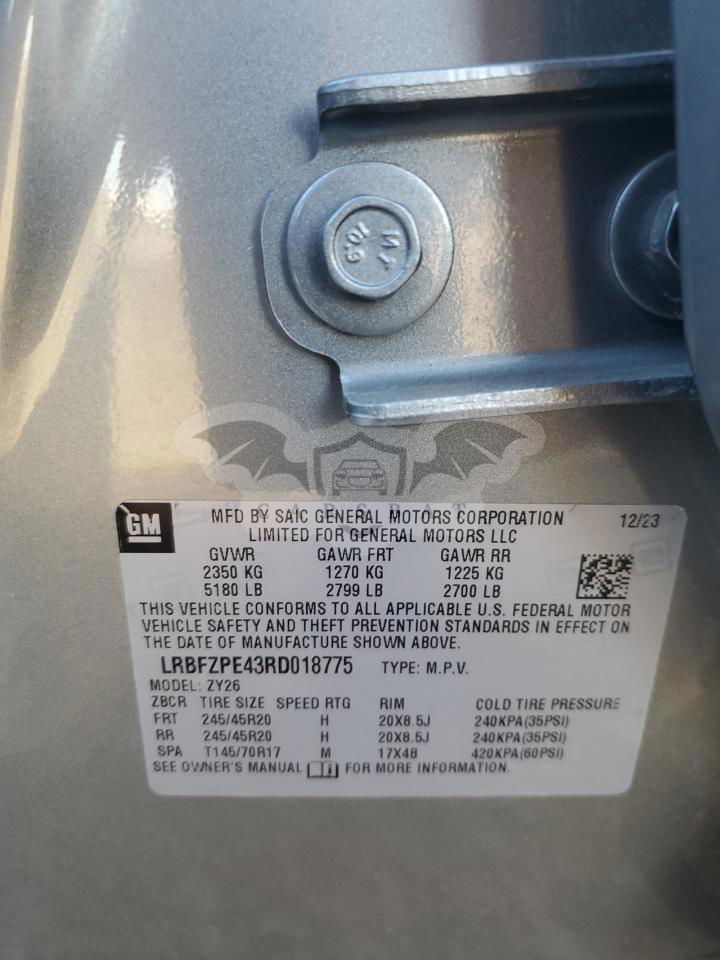 M 7
10.9
GM
MFD BY SAIC GENERAL MOTORS CORPORATION 12/23
LIMITED FOR GENERAL MOTORS LLC
GVWR GAWR FRT GAWR RR
2350 KG 1270 KG 1225 KG
5180 LB 2799 LB 2700 LB
THIS VEHICLE CONFORMS TO ALL APPLICABLE U.S. FEDERAL MOTOR
VEHICLE SAFETY AND THEFT PREVENTION STANDARDS IN EFFECT ON
THE DATE OF MANUFACTURE SHOWN ABOVE.
LRBFZPE43RD018775 TYPE: M.P.V.
MODEL: ZY26
ZBCR TIRE SIZE SPEED RTG RIM COLD TIRE PRESSURE
FRT 245/45R20 H 20X8.5J 240KPA(35PSI)
RR 245/45R20 H 20X8.5J 240KPA(35PSI)
SPA T145/70R17 M 17X4B 420KPA(60PSI)
SEE OWNER'S MANUAL FOR MORE INFORMATION.